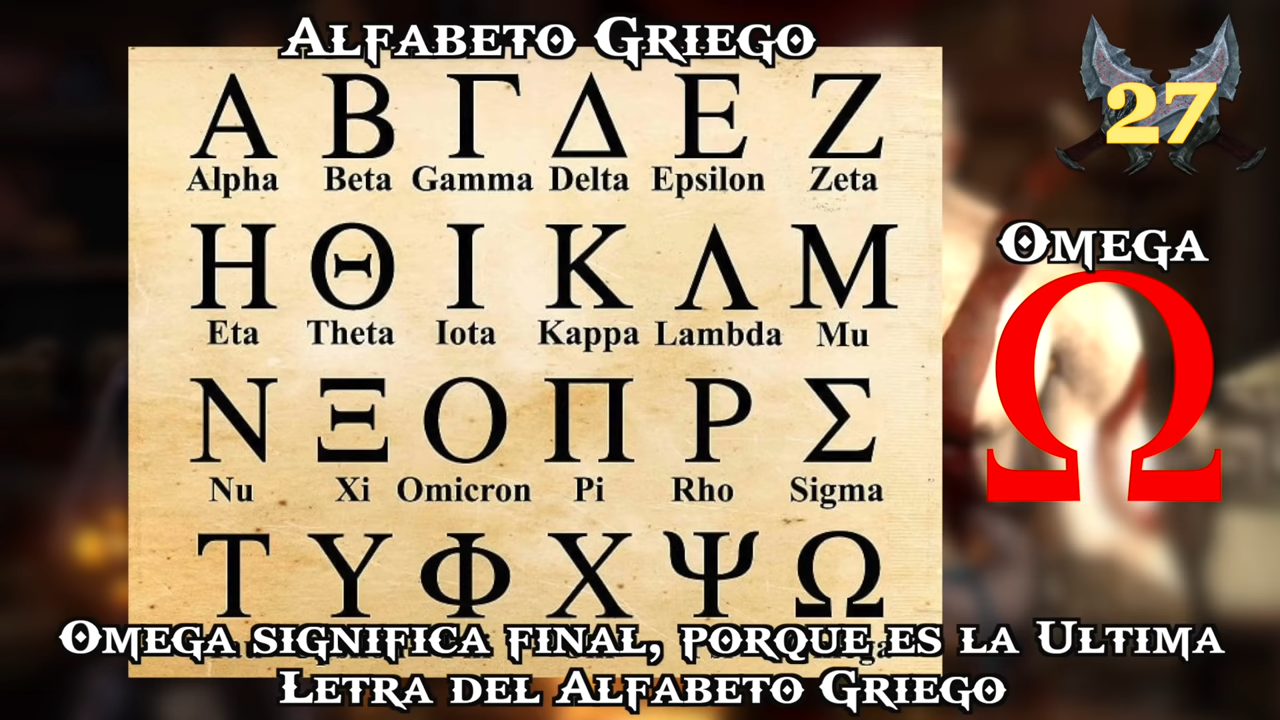 Alfabeto Griego
27
Α Β Γ Δ Ε Ζ
Alpha Beta Gamma Delta Epsilon Zeta
Η Θ Ι Κ Λ Μ
Eta Theta Iota Kappa Lambda Mu
Ν Ξ Ο Π Ρ Σ
Nu Xi Omicron Pi Rho Sigma
Τ Υ Φ Χ Ψ Ω
Omega
Ω
Omega significa final, porque es la Ultima
Letra del Alfabeto Griego